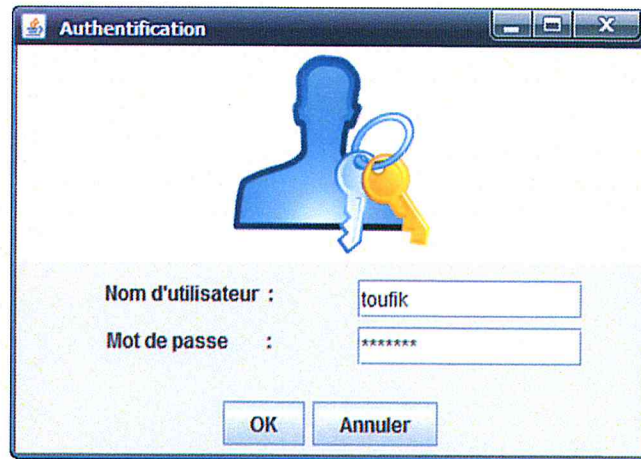 Authentification
Nom d'utilisateur : toufik
Mot de passe : *******
OK Annuler